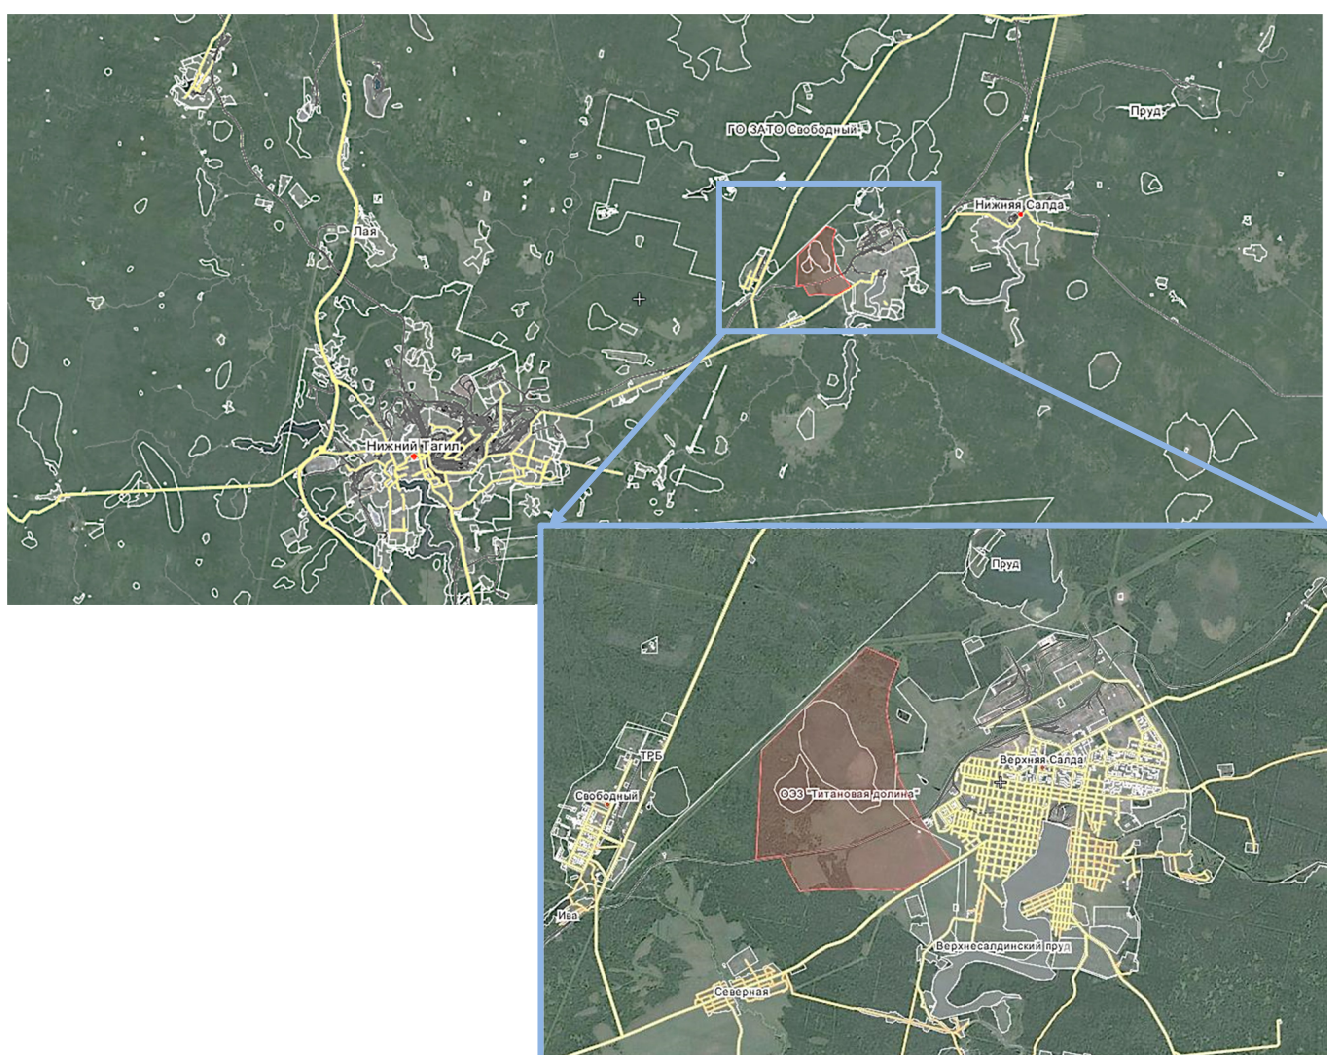 ГО ЗАТО Свободный
Пруд
Нижняя Салда
Лая
Нижний Тагил
Пруд
ТРБ
Верхняя Салда
Свободный
ОЭЗ "Титановая долина"
Ива
Верхнесалдинский пруд
Северная